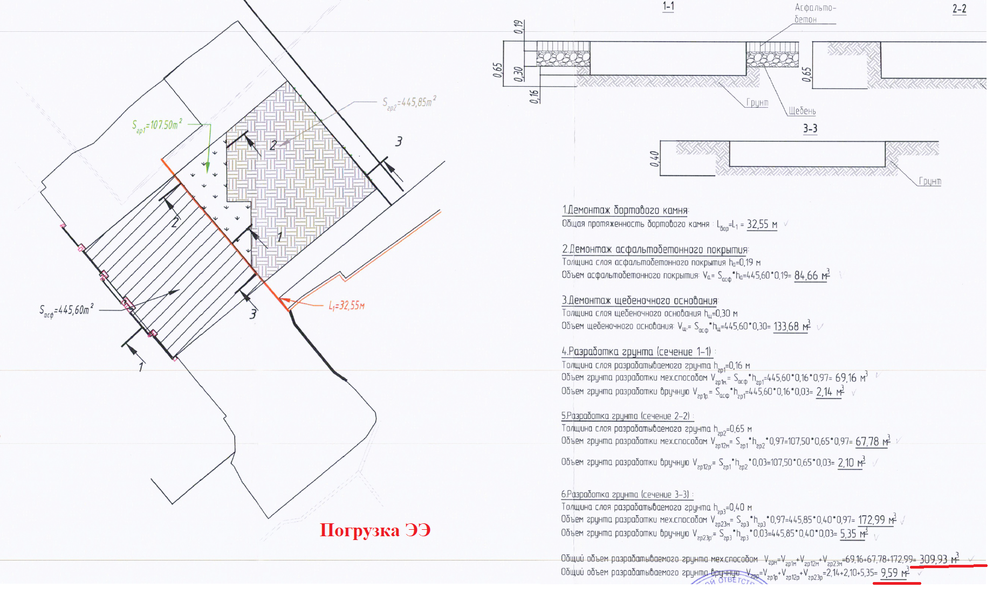 1-1
Асфальто-
бетон
2-2
0,19
0,65
0,30
0,16
0,65
Грунт
Щебень
3-3
0,40
Грунт
Sгр2=445,85m²
Sгр1=107.50m²
2
3
2
1
Sасф=445,60m²
L1=32,55м
3
1
Погрузка ЭЭ
1.Демонтаж бортового камня:
Общая протяженность бортового камня : Lбор=L1 = 32,55 м
2.Демонтаж асфальтобетонного покрытия:
Толщина слоя асфальтобетонного покрытия hа=0,19 м
Объем асфальтобетонного покрытия: Vа.= Sасф*hа=445,60*0,19= 84,66 м³
3.Демонтаж щебеночного основания:
Толщина слоя щебеночного основания hщ=0,30 м
Объем щебеночного основания: Vщ.= Sасф*hщ=445,60*0,30= 133,68 м³
4.Разработка грунта (сечение 1-1) :
Толщина слоя разрабатываемого грунта hгр1=0,16 м
Объем грунта разработки мех.способом Vгр1м.= Sасф*hгр1=445,60*0,16*0,97= 69,16 м³
Объем грунта разработки вручную Vгр1р.= Sасф*hгр1=445,60*0,16*0,03= 2,14 м³
5.Разработка грунта (сечение 2-2) :
Толщина слоя разрабатываемого грунта hгр2=0,65 м
Объем грунта разработки мех.способом Vгр12м= Sгр1*hгр2*0,97=107,50*0,65*0,97= 67,78 м³
Объем грунта разработки вручную Vгр12р.= Sгр1*hгр2*0,03=107,50*0,65*0,03= 2,10 м³
6.Разработка грунта (сечение 3-3) :
Толщина слоя разрабатываемого грунта hгр3=0,40 м
Объем грунта разработки мех.способом Vгр23м= Sгр3*hгр3*0,97=445,85*0,40*0,97= 172,99 м³
Объем грунта разработки вручную Vгр23р.= Sгр3*hгр3*0,03=445,85*0,40*0,03= 5,35 м³
Общий объем разрабатываемого грунта мех.способом Vгрм=Vгр1м+Vгр12м+Vгр23м=69,16+67,78+172,99= 309,93 м³
Общий объем разрабатываемого грунта вручную Vгрр=Vгр1р+Vгр12р+Vгр23р=2,14+2,10+5,35= 9,59 м³